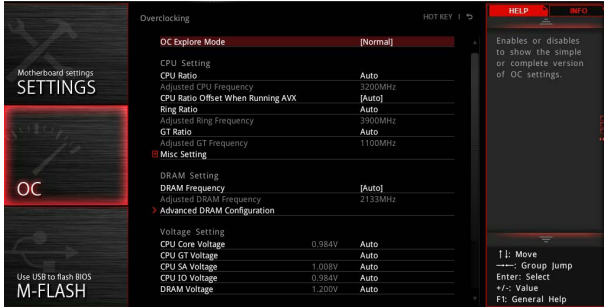 Overclocking
HOT KEY
HELP
INFO
Motherboard settings
SETTINGS
OC
Use USB to flash BIOS
M-FLASH
OC Explore Mode [Normal]
CPU Setting
CPU Ratio Auto
Adjusted CPU Frequency 3200MHz
CPU Ratio Offset When Running AVX [Auto]
Ring Ratio Auto
Adjusted Ring Frequency 3900MHz
GT Ratio Auto
Adjusted GT Frequency 1100MHz
Misc Setting
DRAM Setting
DRAM Frequency [Auto]
Adjusted DRAM Frequency 2133MHz
Advanced DRAM Configuration
Voltage Setting
CPU Core Voltage 0.984V Auto
CPU GT Voltage Auto
CPU SA Voltage 1.008V Auto
CPU IO Voltage 0.984V Auto
DRAM Voltage 1.200V Auto
Enables or disables
to show the simple
or complete version
of OC settings.
↑↓: Move
→←: Group Jump
Enter: Select
+/-: Value
F1: General Help